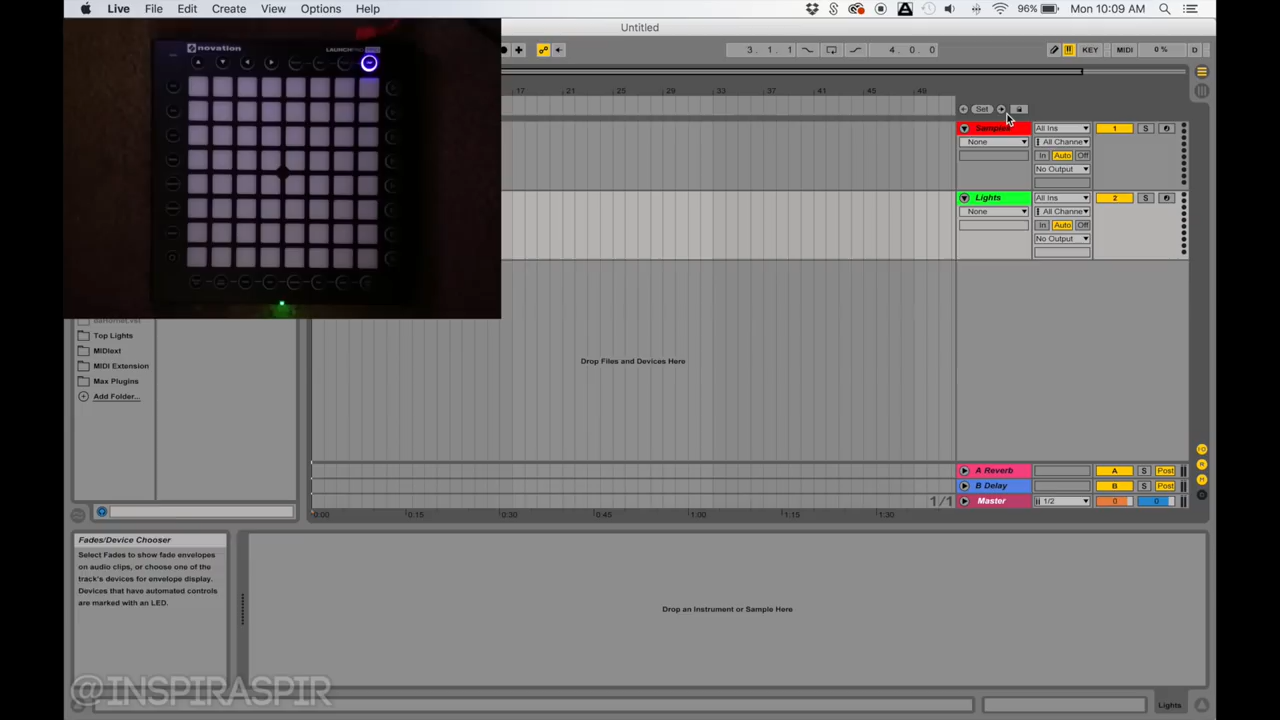 Live File Edit Create View Options Help
96% Mon 10:09 AM
Untitled
novation
LAUNCHPAD PRO
3. 1. 1
4. 0. 0
KEY
MIDI
0 %
D
17 21 25 29 33 37 41 45 49
Set
Samples
All Ins
1
S
None
All Channe
In Auto Off
No Output
Lights
All Ins
2
S
None
All Channe
In Auto Off
No Output
Top Lights
MIDIext
MIDI Extension
Max Plugins
Add Folder...
Drop Files and Devices Here
A Reverb
A
S
Post
B Delay
B
S
Post
1/1
Master
1/2
0
0
0:00 0:15 0:30 0:45 1:00 1:15 1:30
Fades/Device Chooser
Select Fades to show fade envelopes
on audio clips, or choose one of the
track's devices for envelope display.
Devices that have automated controls
are marked with an LED.
Drop an Instrument or Sample Here
@INSPIRASPIR
Lights